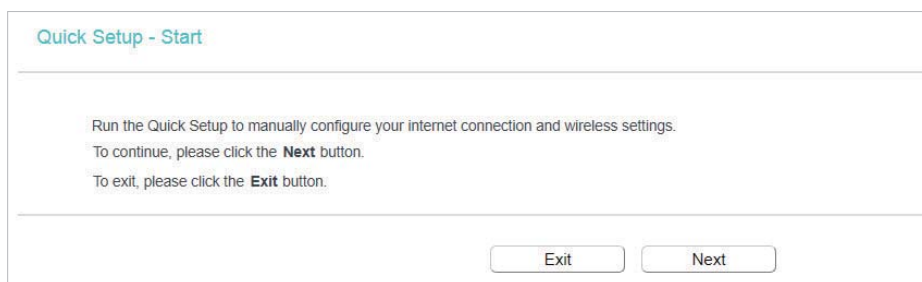 Quick Setup - Start
Run the Quick Setup to manually configure your internet connection and wireless settings.
To continue, please click the Next button.
To exit, please click the Exit button.
Exit Next